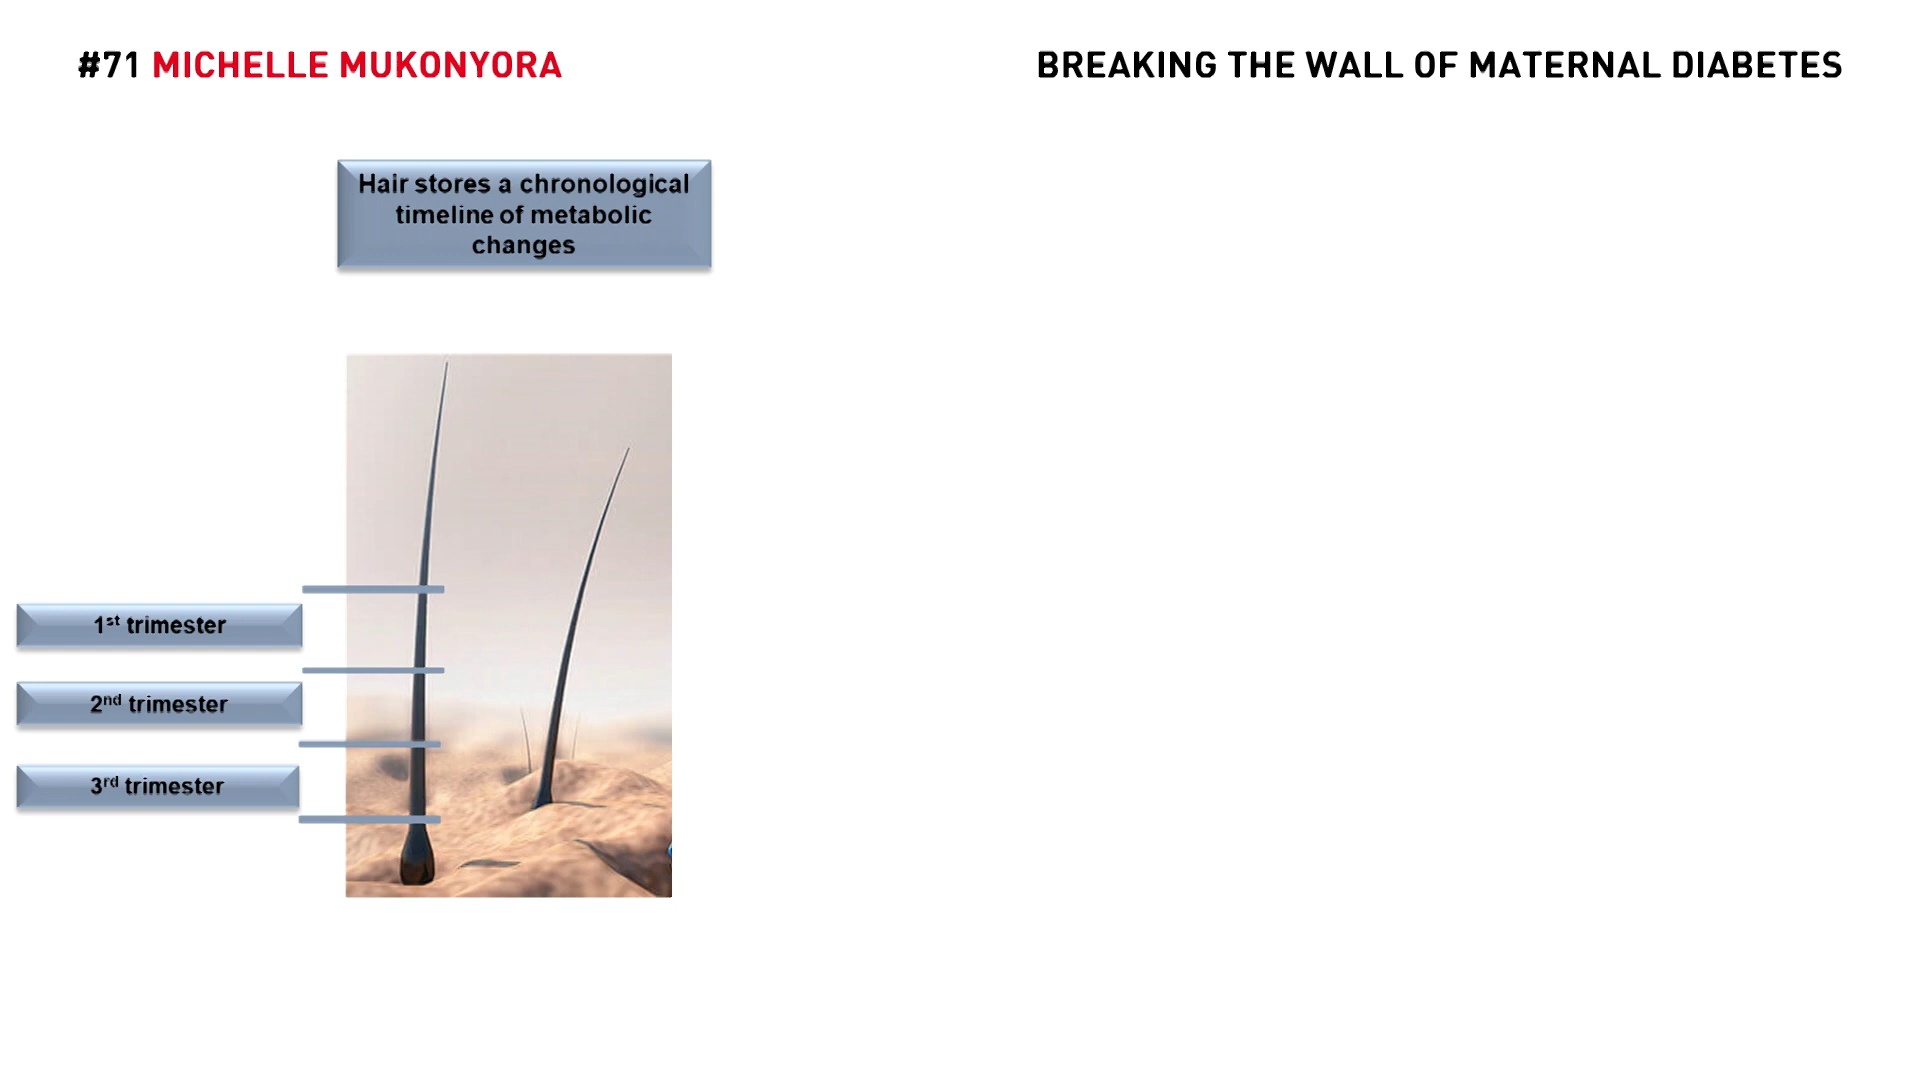 #71 MICHELLE MUKONYORA
BREAKING THE WALL OF MATERNAL DIABETES
Hair stores a chronological
timeline of metabolic
changes
1st trimester
2nd trimester
3rd trimester